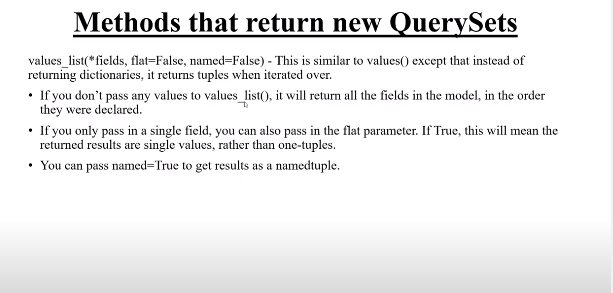 Methods that return new QuerySets
values_list(*fields, flat=False, named=False) - This is similar to values() except that instead of
returning dictionaries, it returns tuples when iterated over.
• If you don’t pass any values to values_list(), it will return all the fields in the model, in the order
they were declared.
• If you only pass in a single field, you can also pass in the flat parameter. If True, this will mean the
returned results are single values, rather than one-tuples.
• You can pass named=True to get results as a namedtuple.